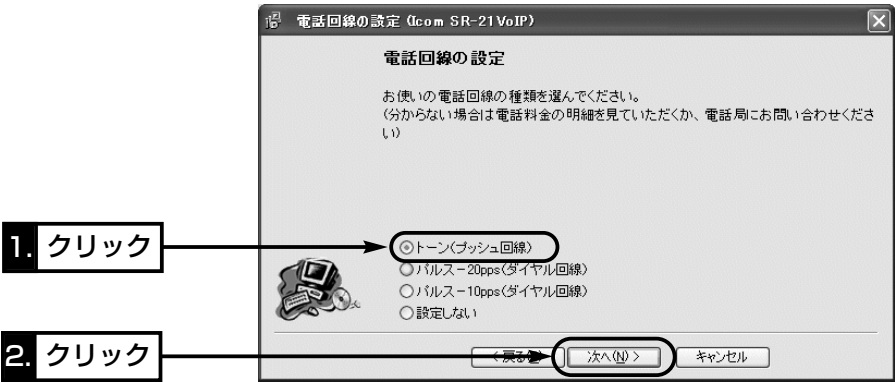 電話回線の設定 (Icom SR-21VoIP)
電話回線の設定
お使いの電話回線の種類を選んでください。
(分からない場合は電話料金の明細を見ていただくか、電話局にお問い合わせくださ
い)
1. クリック
トーン(プッシュ回線)
パルス－20pps(ダイヤル回線)
パルス－10pps(ダイヤル回線)
設定しない
2. クリック
< 戻る(B)
次へ(N) >
キャンセル